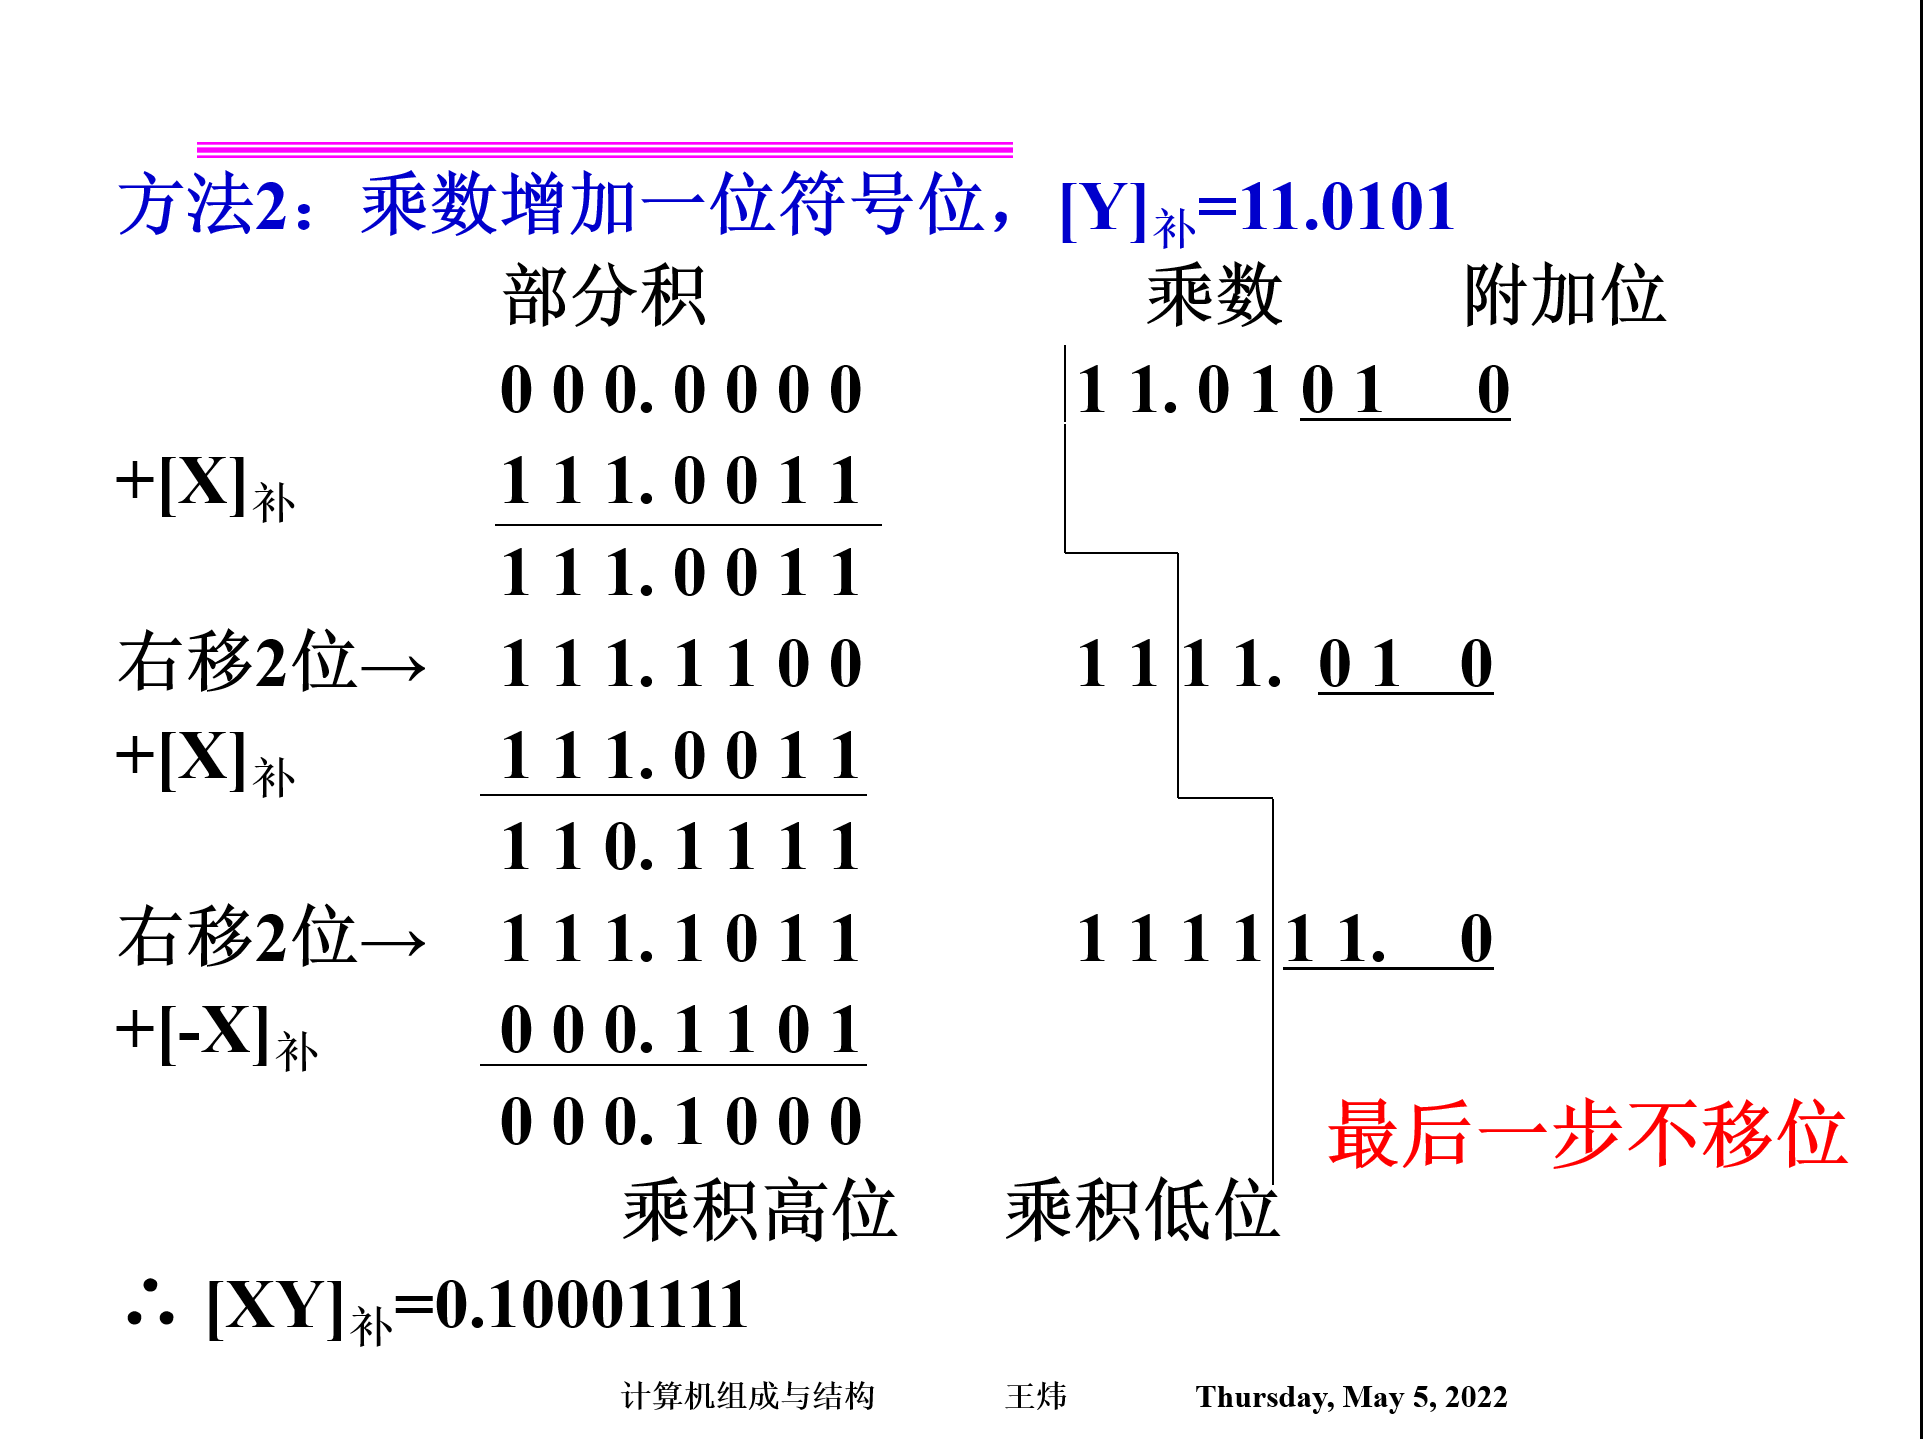 方法2：乘数增加一位符号位，[Y]补=11.0101
部分积 乘数 附加位
0 0 0. 0 0 0 0 1 1. 0 1 0 1 0
+[X]补 1 1 1. 0 0 1 1
1 1 1. 0 0 1 1
右移2位→ 1 1 1. 1 1 0 0 1 1 1 1. 0 1 0
+[X]补 1 1 1. 0 0 1 1
1 1 0. 1 1 1 1
右移2位→ 1 1 1. 1 0 1 1 1 1 1 1 1 1. 0
+[-X]补 0 0 0. 1 1 0 1
0 0 0. 1 0 0 0 最后一步不移位
乘积高位 乘积低位
∴ [XY]补=0.10001111
计算机组成与结构 王炜 Thursday, May 5, 2022